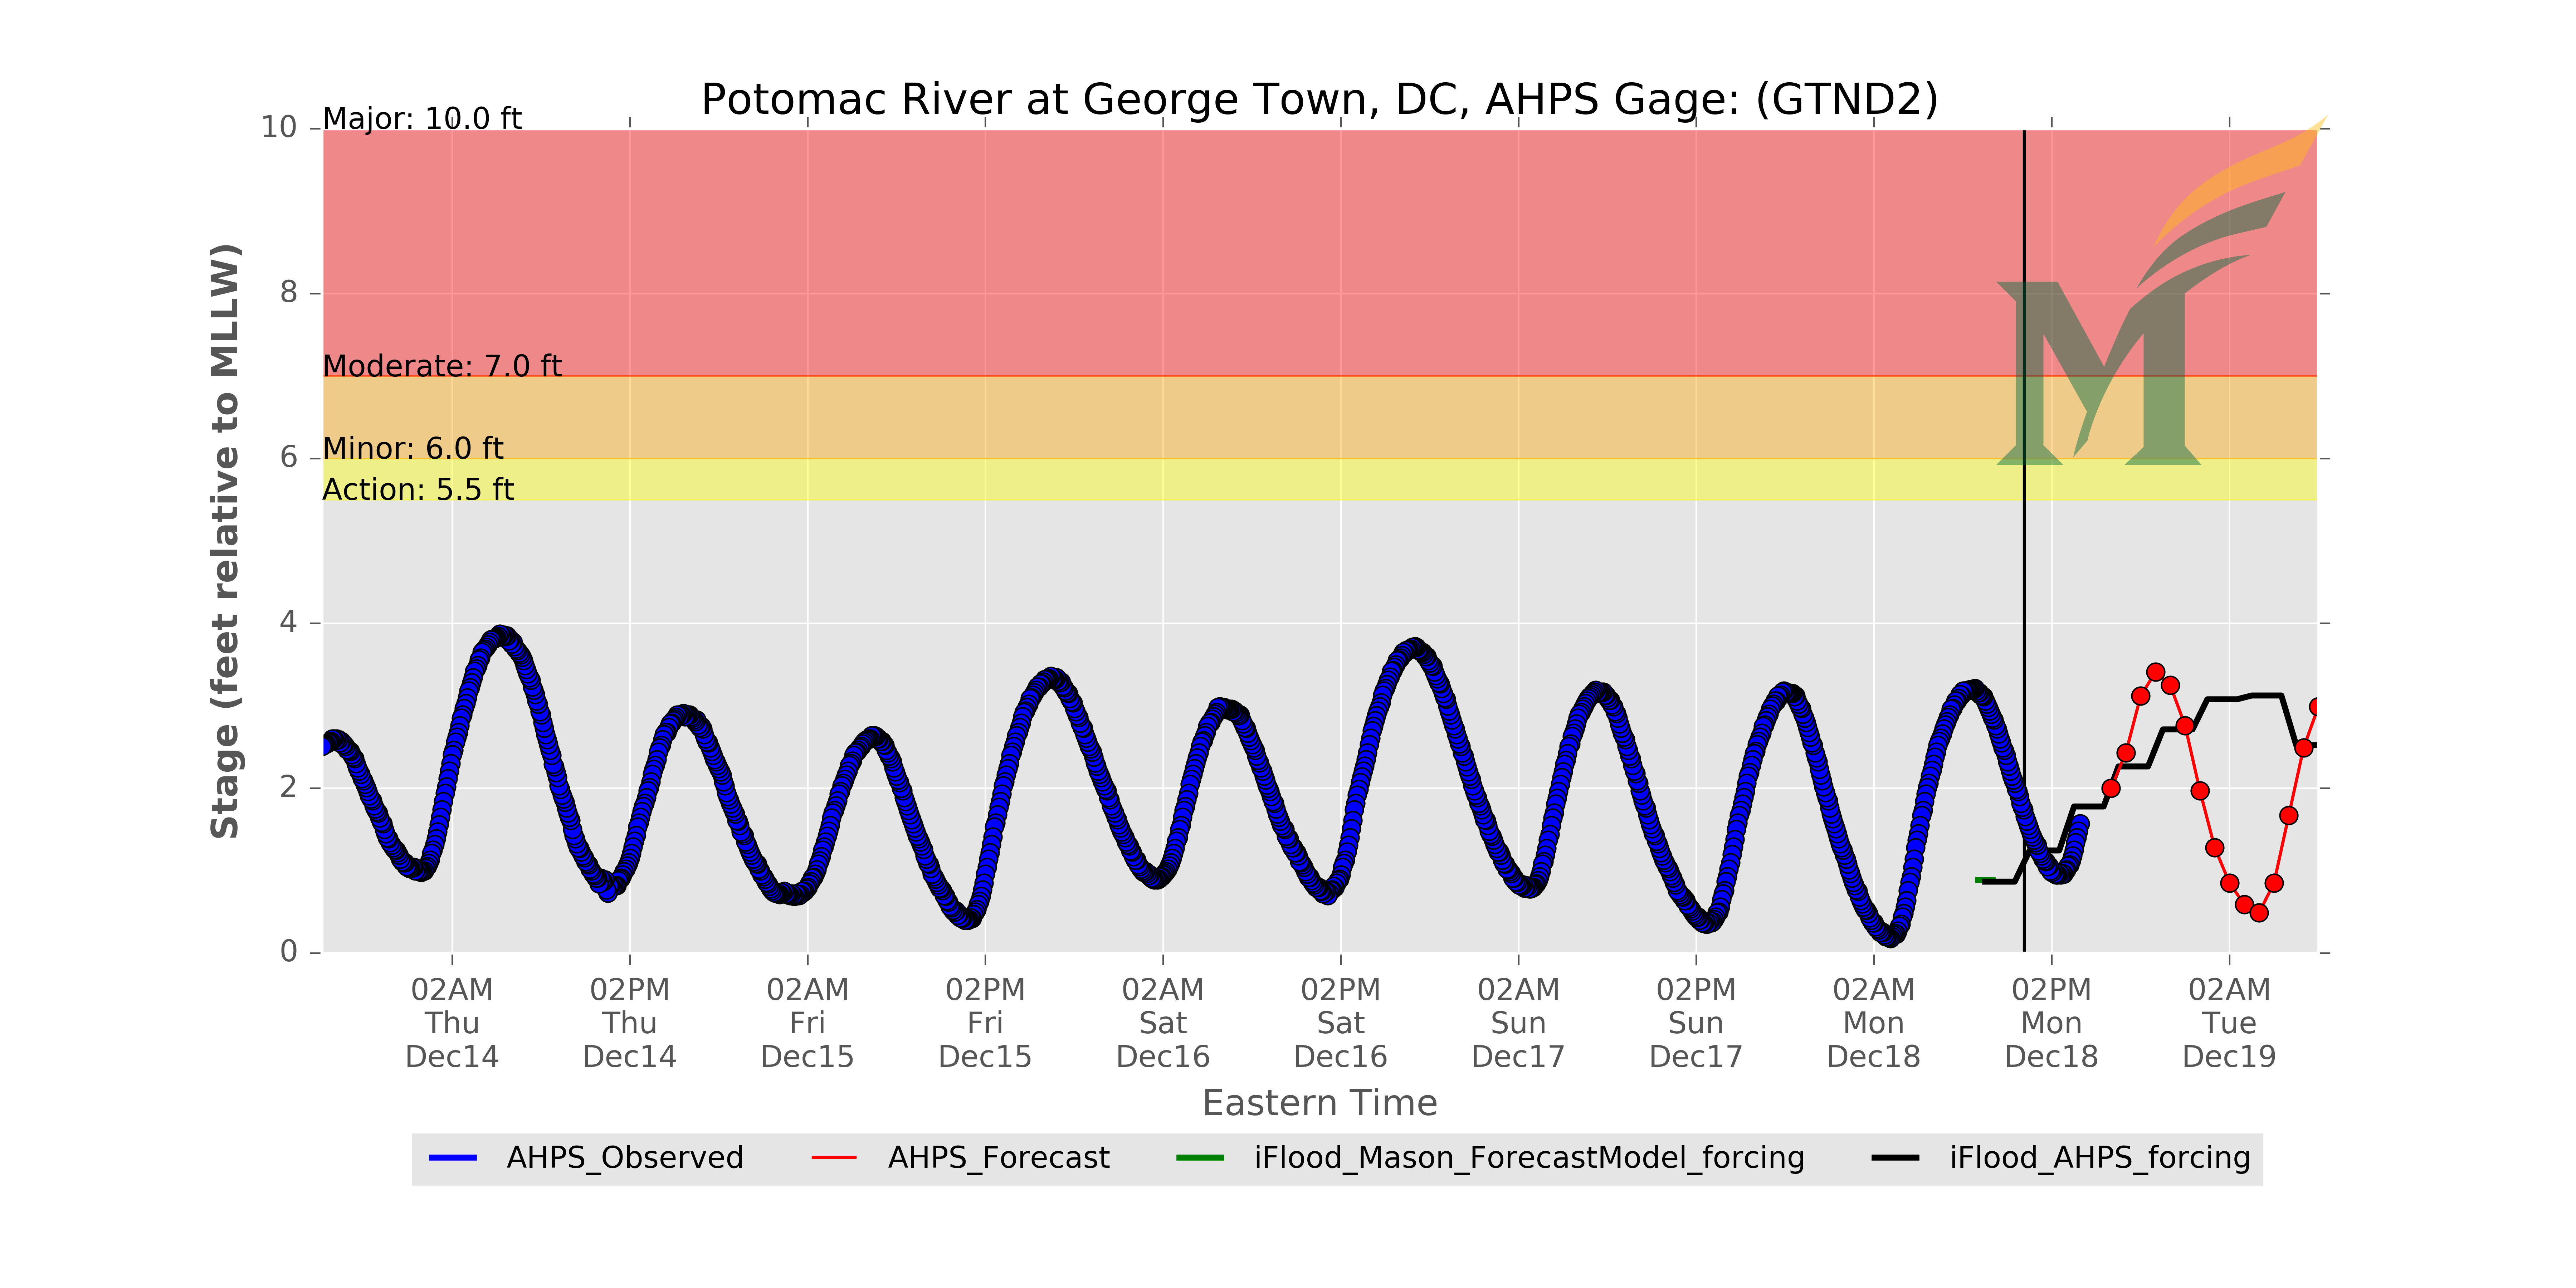 Potomac River at George Town, DC, AHPS Gage: (GTND2)
Stage (feet relative to MLLW)
10
8
6
4
2
0
Major: 10.0 ft
Moderate: 7.0 ft
Minor: 6.0 ft
Action: 5.5 ft
M
02AM 02PM 02AM 02PM 02AM 02PM 02AM 02PM 02AM 02PM 02AM
Thu Thu Fri Fri Sat Sat Sun Sun Mon Mon Tue
Dec14 Dec14 Dec15 Dec15 Dec16 Dec16 Dec17 Dec17 Dec18 Dec18 Dec19
Eastern Time
AHPS_Observed AHPS_Forecast iFlood_Mason_ForecastModel_forcing iFlood_AHPS_forcing